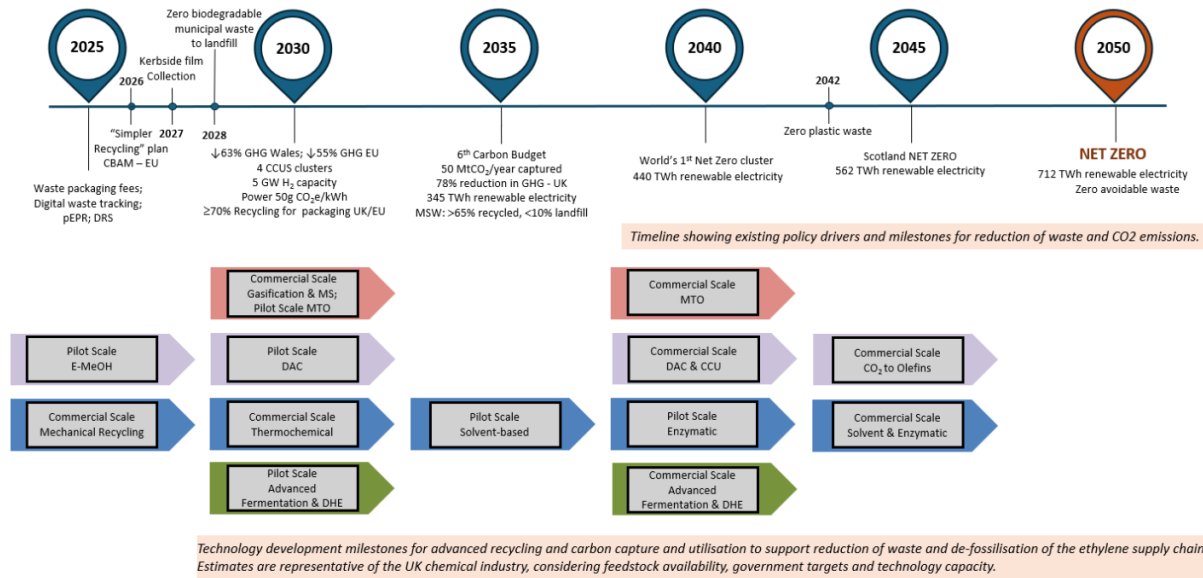 2025
2030
2035
2040
2045
2050
Zero biodegradable
municipal waste
to landfill
Kerbside film
Collection
2026
2027
2028
2042
"Simpler
Recycling" plan
CBAM – EU
Waste packaging fees;
Digital waste tracking;
pEPR; DRS
↓63% GHG Wales; ↓55% GHG EU
4 CCUS clusters
5 GW H₂ capacity
Power 50g CO₂e/kWh
≥70% Recycling for packaging UK/EU
6th Carbon Budget
50 MtCO₂/year captured
78% reduction in GHG - UK
345 TWh renewable electricity
MSW: >65% recycled, <10% landfill
World's 1st Net Zero cluster
440 TWh renewable electricity
Zero plastic waste
Scotland NET ZERO
562 TWh renewable electricity
NET ZERO
712 TWh renewable electricity
Zero avoidable waste
Timeline showing existing policy drivers and milestones for reduction of waste and CO2 emissions.
Commercial Scale
Gasification & MS;
Pilot Scale MTO
Commercial Scale
MTO
Pilot Scale
E-MeOH
Pilot Scale
DAC
Commercial Scale
DAC & CCU
Commercial Scale
CO₂ to Olefins
Commercial Scale
Mechanical Recycling
Commercial Scale
Thermochemical
Pilot Scale
Solvent-based
Pilot Scale
Enzymatic
Commercial Scale
Solvent & Enzymatic
Pilot Scale
Advanced
Fermentation & DHE
Commercial Scale
Advanced
Fermentation & DHE
Technology development milestones for advanced recycling and carbon capture and utilisation to support reduction of waste and de-fossilisation of the ethylene supply chain
Estimates are representative of the UK chemical industry, considering feedstock availability, government targets and technology capacity.